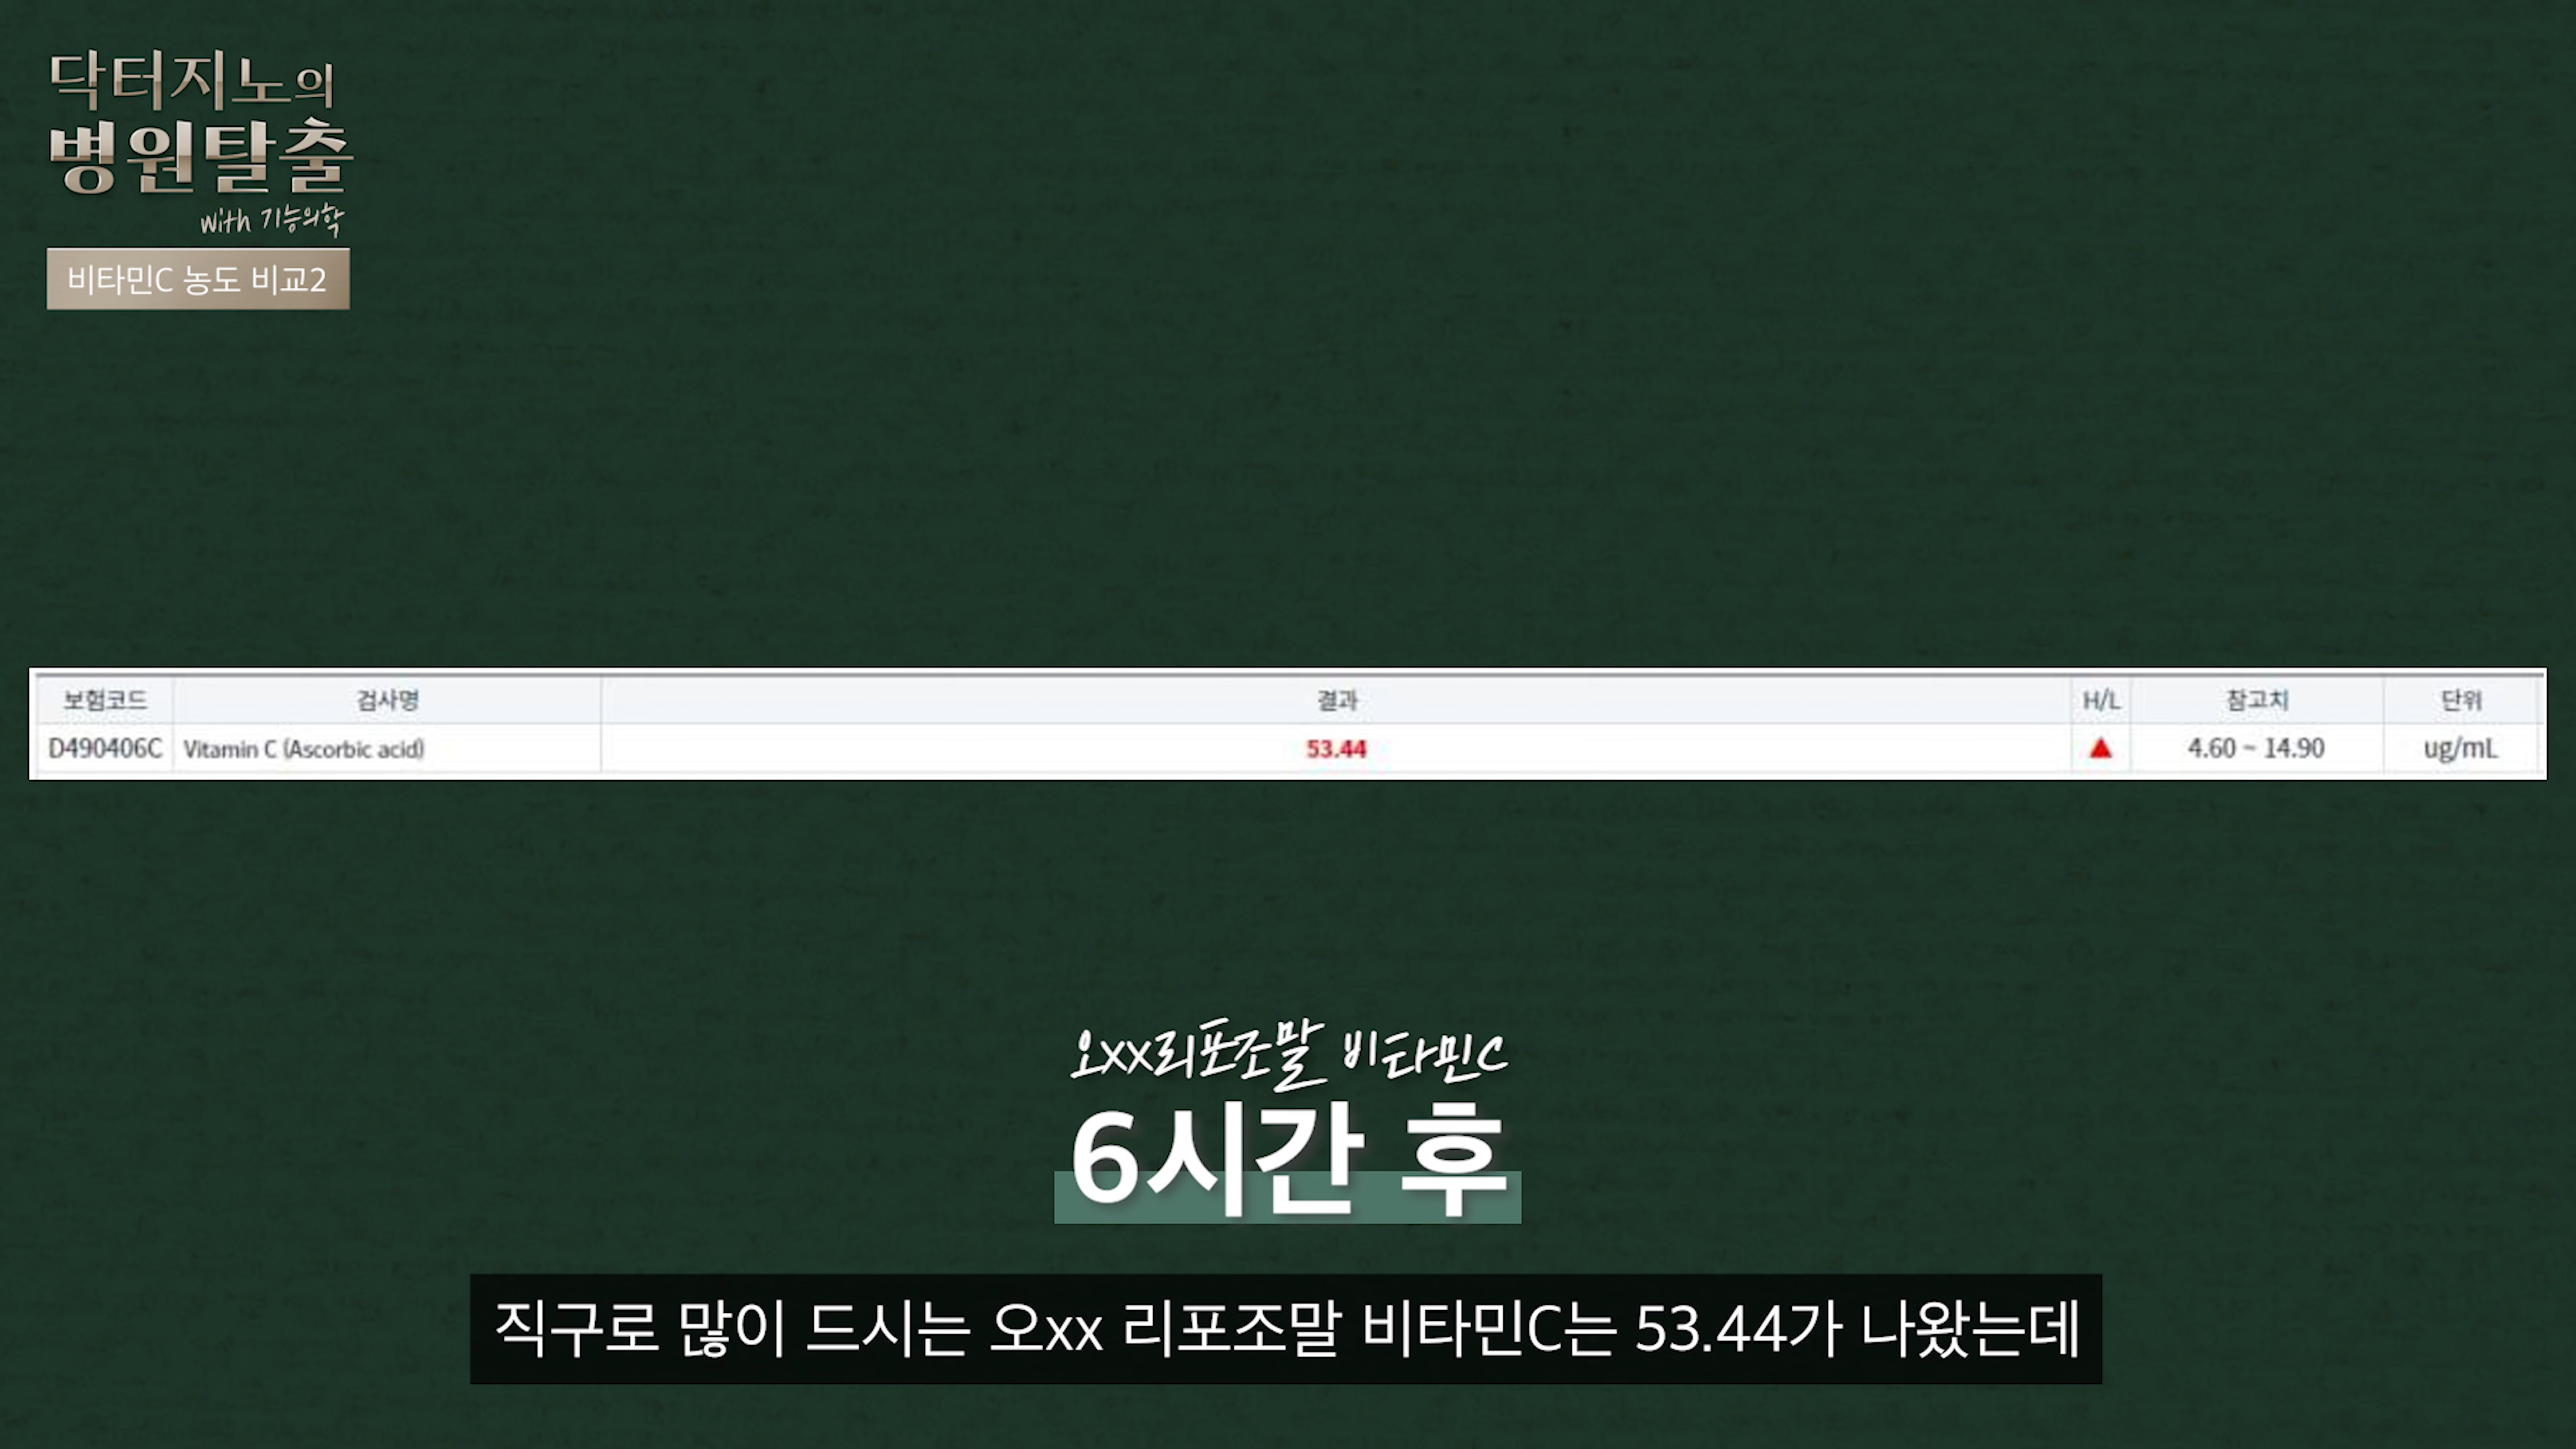 닥터지노의
병원탈출
with 기능의학
비타민C 농도 비교2
보험코드 검사명 결과 H/L 참고치 단위
D490406C Vitamin C (Ascorbic acid) 53.44 ▲ 4.60 ~ 14.90 ug/mL
오xx리포조말 비타민C
6시간 후
직구로 많이 드시는 오xx 리포조말 비타민C는 53.44가 나왔는데